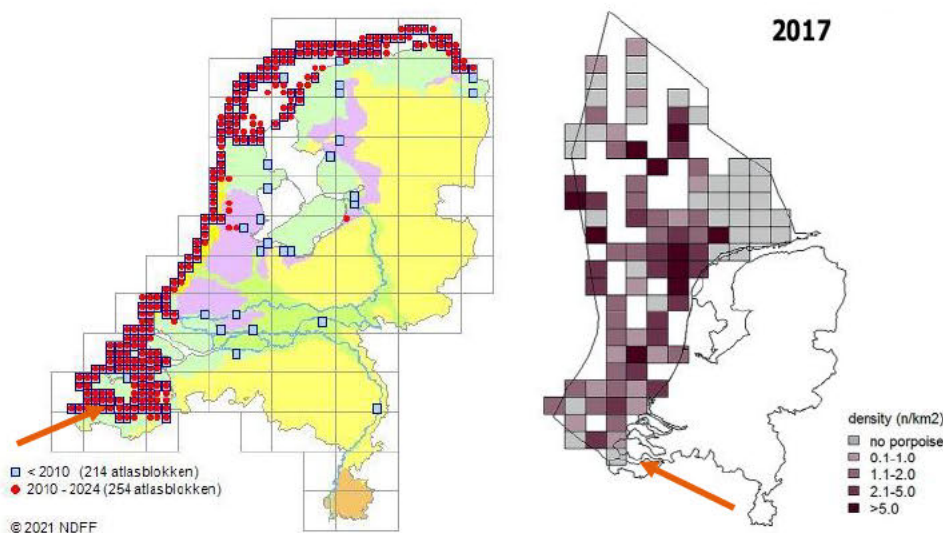 < 2010 (214 atlasblokken)
2010 - 2024 (254 atlasblokken)
© 2021 NDFF
2017
density (n/km2)
no porpoise
0.1-1.0
1.1-2.0
2.1-5.0
>5.0